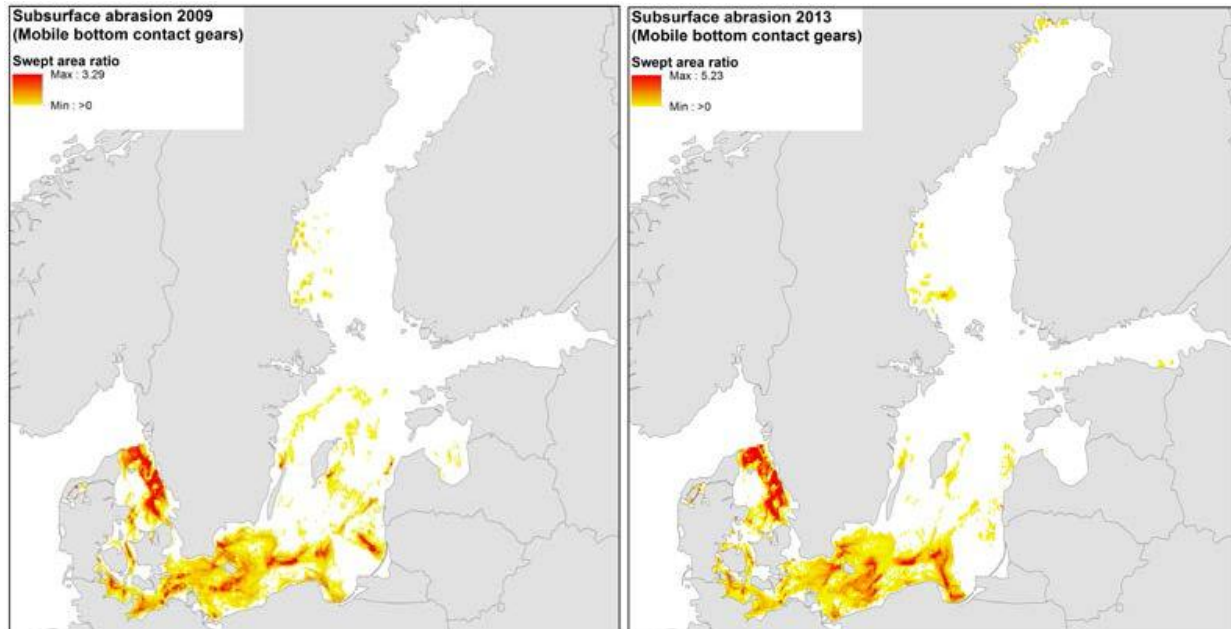 Subsurface abrasion 2009
(Mobile bottom contact gears)
Swept area ratio
Max : 3.29
Min : >0
Subsurface abrasion 2013
(Mobile bottom contact gears)
Swept area ratio
Max : 5.23
Min : >0